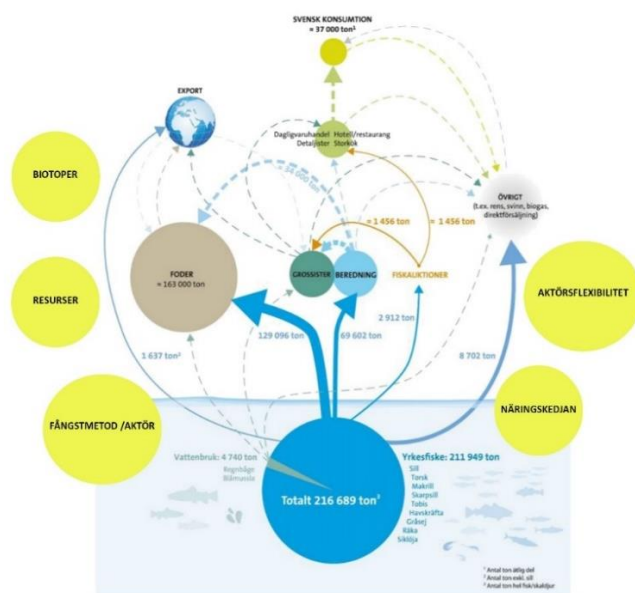 SVENSK KONSUMTION
= 37 000 ton¹
EXPORT
Dagligvaruhandel Hotell/restaurang
Detaljister Storkök
BIOTOPER
ÖVRIGT
(t.ex. rens, svinn, biogas,
direktförsäljning)
≈ 34 000 ton
≈ 1 456 ton
≈ 1 456 ton
FODER
≈ 163 000 ton
GROSSISTER
BEREDNING
FISKAUKTIONER
AKTÖRSFLEXIBILITET
RESURSER
2 912 ton
129 096 ton
69 602 ton
1 637 ton²
8 702 ton
FÅNGSTMETOD /AKTÖR
NÄRINGSKEDJAN
Vattenbruk: 4 740 ton
Regnbåge
Blåmussla
Yrkesfiske: 211 949 ton
Sill
Torsk
Makrill
Skarpsill
Tobis
Havskräfta
Gråsej
Räka
Siklöja
Totalt 216 689 ton³
¹ Antal ton ätlig del
² Antal ton exkl. sill
³ Antal ton hel fisk/skaldjur